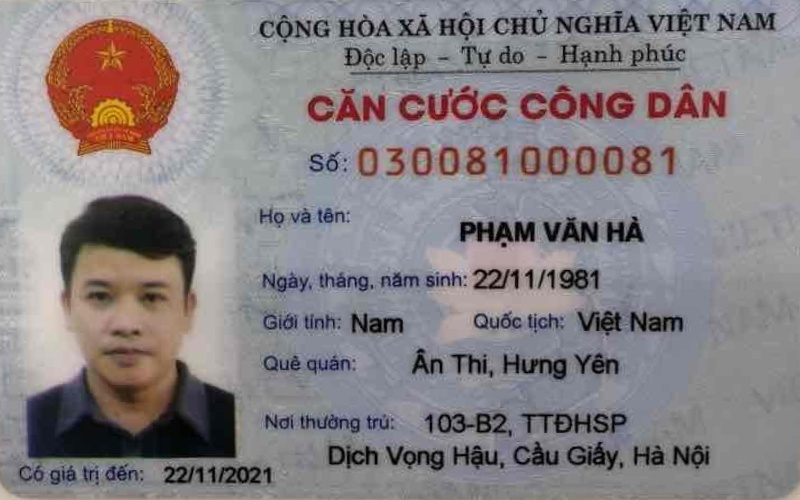 CỘNG HÒA XÃ HỘI CHỦ NGHĨA VIỆT NAM
Độc lập – Tự do – Hạnh phúc
CĂN CƯỚC CÔNG DÂN
Số: 030081000081
Họ và tên:
PHẠM VĂN HÀ
Ngày, tháng, năm sinh: 22/11/1981
Giới tính: Nam Quốc tịch: Việt Nam
Quê quán: Ân Thi, Hưng Yên
Nơi thường trú: 103-B2, TTĐHSP
Dịch Vọng Hậu, Cầu Giấy, Hà Nội
Có giá trị đến: 22/11/2021